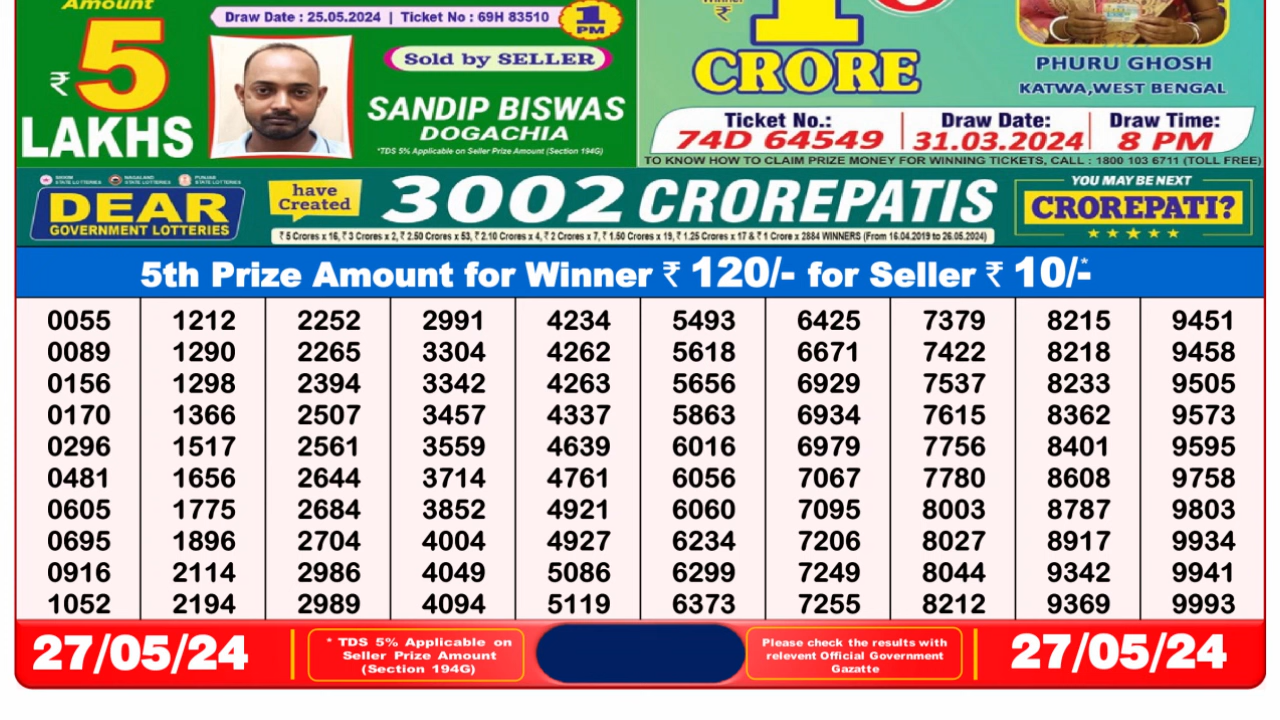 Amount
₹ 5
LAKHS
Draw Date : 25.05.2024 | Ticket No : 69H 83510
1
PM
Sold by SELLER
SANDIP BISWAS
DOGACHIA
*TDS 5% Applicable on Seller Prize Amount (Section 194G)
Winner
₹
1
CRORE
PHURU GHOSH
KATWA,WEST BENGAL
Ticket No.: Draw Date: Draw Time:
74D 64549 31.03.2024 8 PM
TO KNOW HOW TO CLAIM PRIZE MONEY FOR WINNING TICKETS, CALL : 1800 103 6711 (TOLL FREE)
SIKKIM STATE LOTTERIES NAGALAND STATE LOTTERIES PUNJAB STATE LOTTERIES
DEAR
GOVERNMENT LOTTERIES
have
Created
3002 CROREPATIS
₹ 5 Crores x 16, ₹ 3 Crores x 2, ₹ 2.50 Crores x 53, ₹ 2.10 Crores x 4, ₹ 2 Crores x 7, ₹ 1.50 Crores x 19, ₹ 1.25 Crores x 17 & ₹ 1 Crore x 2884 WINNERS (From 16.04.2019 to 26.05.2024)
YOU MAY BE NEXT
CROREPATI?
5th Prize Amount for Winner ₹ 120/- for Seller ₹ 10/-*
0055 1212 2252 2991 4234 5493 6425 7379 8215 9451
0089 1290 2265 3304 4262 5618 6671 7422 8218 9458
0156 1298 2394 3342 4263 5656 6929 7537 8233 9505
0170 1366 2507 3457 4337 5863 6934 7615 8362 9573
0296 1517 2561 3559 4639 6016 6979 7756 8401 9595
0481 1656 2644 3714 4761 6056 7067 7780 8608 9758
0605 1775 2684 3852 4921 6060 7095 8003 8787 9803
0695 1896 2704 4004 4927 6234 7206 8027 8917 9934
0916 2114 2986 4049 5086 6299 7249 8044 9342 9941
1052 2194 2989 4094 5119 6373 7255 8212 9369 9993
27/05/24
* TDS 5% Applicable on
Seller Prize Amount
(Section 194G)
Please check the results with
relevent Official Government
Gazatte
27/05/24